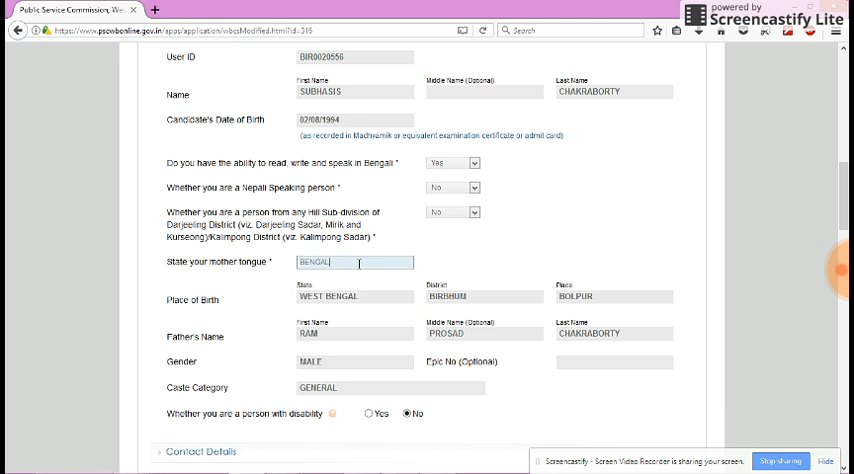 Public Service Commission, We:
powered by
Screencastify Lite
https://www.pscwbonline.gov.in/apps/application/wbcsModified.html?id=316
Search
User ID BIR0020556
First Name Middle Name (Optional) Last Name
Name SUBHASIS CHAKRABORTY
Candidate's Date of Birth 02/08/1994
(as recorded in Madhyamik or equivalent examination certificate or admit card)
Do you have the ability to read, write and speak in Bengali * Yes
Whether you are a Nepali Speaking person * No
Whether you are a person from any Hill Sub-division of No
Darjeeling District (viz. Darjeeling Sadar, Mirik and
Kurseong)/Kalimpong District (viz. Kalimpong Sadar) *
State your mother tongue * BENGAL
State District Place
Place of Birth WEST BENGAL BIRBHUM BOLPUR
First Name Middle Name (Optional) Last Name
Father's Name RAM PROSAD CHAKRABORTY
Gender MALE Epic No (Optional)
Caste Category GENERAL
Whether you are a person with disability ? Yes No
Contact Details
Screencastify - Screen Video Recorder is sharing your screen. Stop sharing Hide